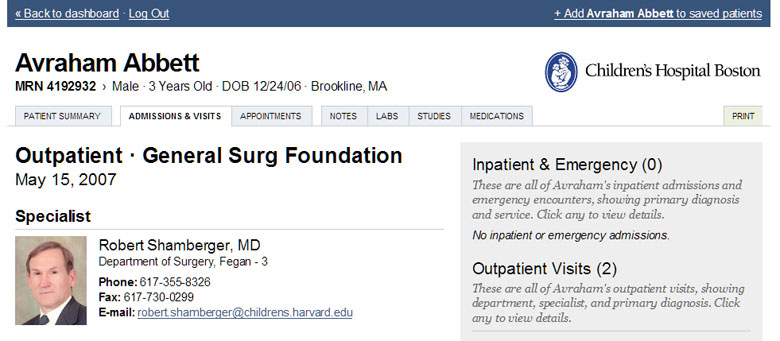 « Back to dashboard · Log Out
+ Add Avraham Abbett to saved patients
Avraham Abbett
MRN 4192932 › Male · 3 Years Old · DOB 12/24/06 · Brookline, MA
Children's Hospital Boston
PATIENT SUMMARY
ADMISSIONS & VISITS
APPOINTMENTS
NOTES
LABS
STUDIES
MEDICATIONS
PRINT
Outpatient · General Surg Foundation
May 15, 2007
Specialist
Robert Shamberger, MD
Department of Surgery, Fegan - 3
Phone: 617-355-8326
Fax: 617-730-0299
E-mail: robert.shamberger@childrens.harvard.edu
Inpatient & Emergency (0)
These are all of Avraham's inpatient admissions and
emergency encounters, showing primary diagnosis
and service. Click any to view details.
No inpatient or emergency admissions.
Outpatient Visits (2)
These are all of Avraham's outpatient visits, showing
department, specialist, and primary diagnosis. Click
any to view details.